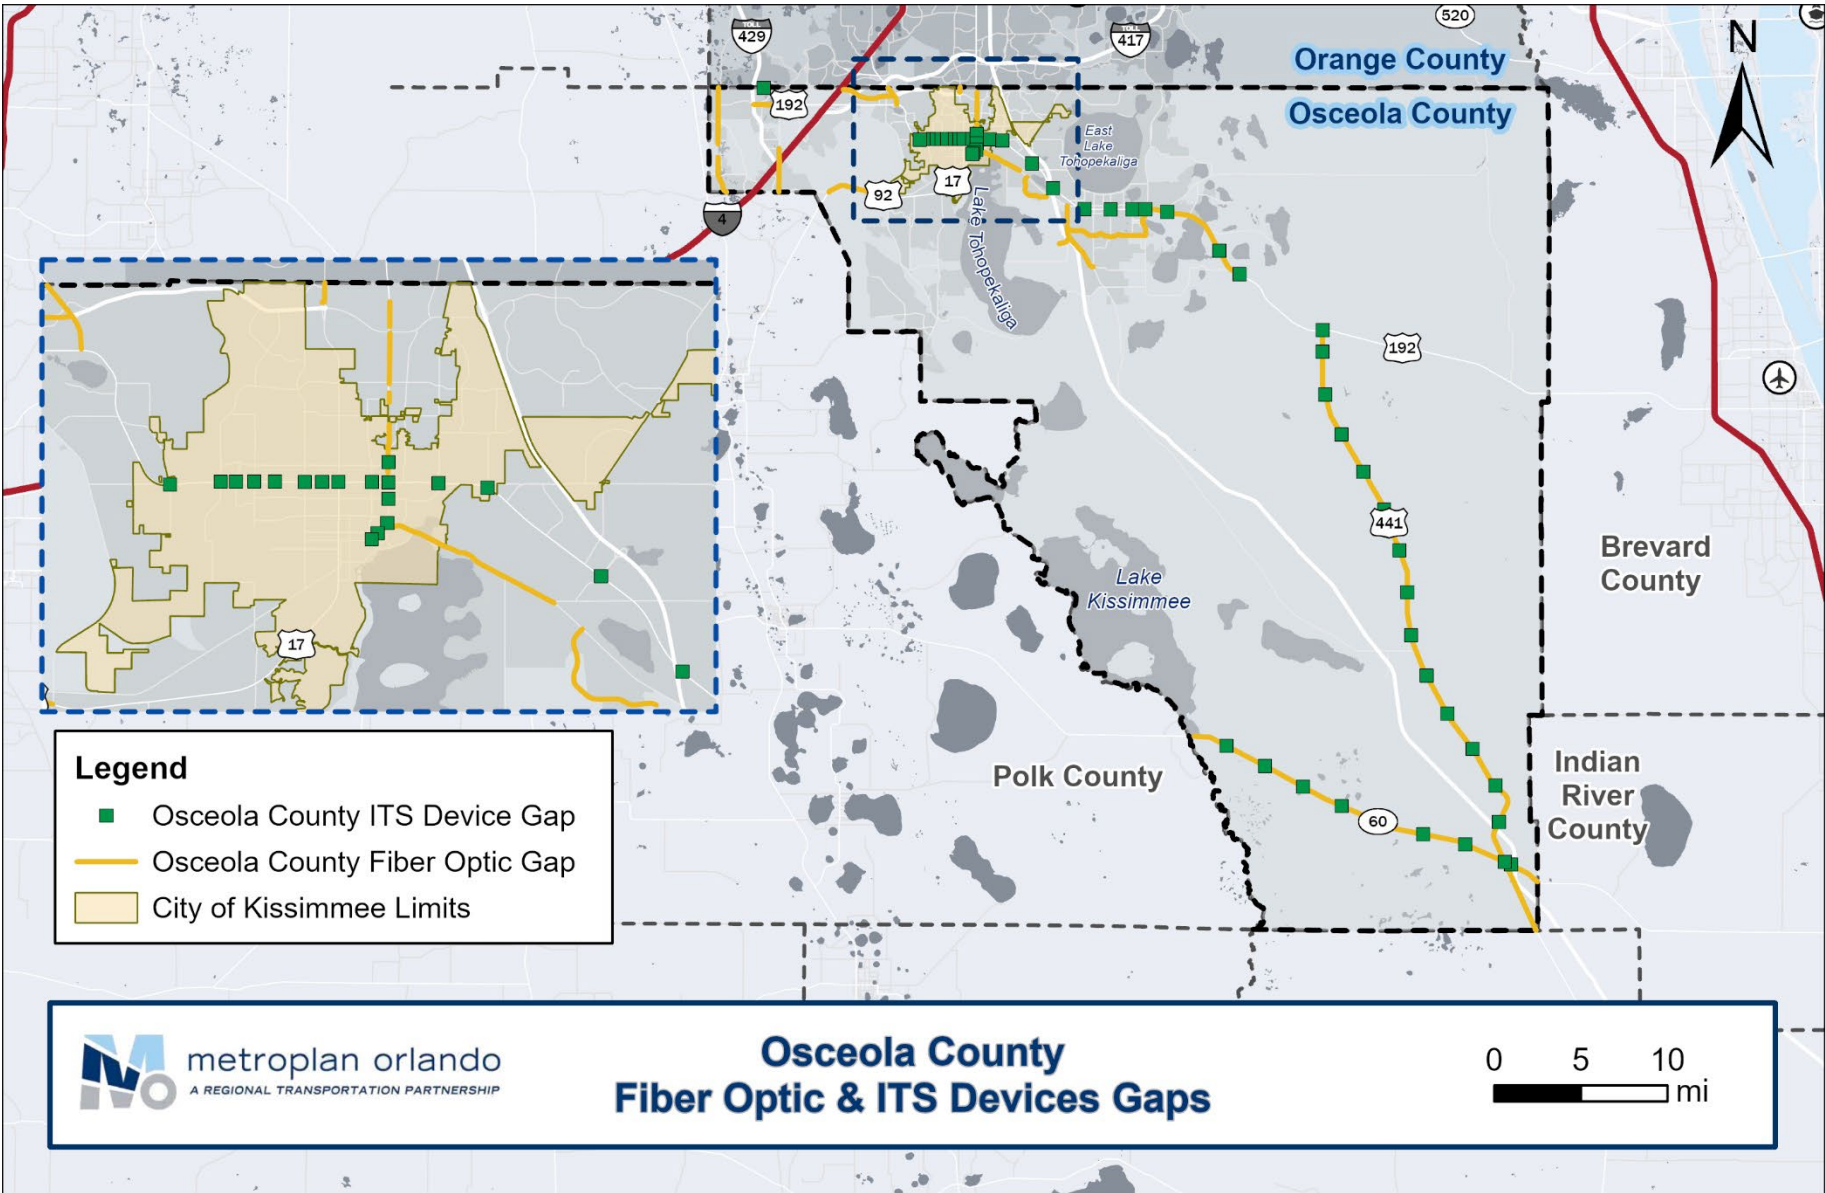 TOLL
429
TOLL
417
520
N
Orange County
Osceola County
192
East
Lake
Tohopekaliga
17
92
4
Lake Tohopekaliga
192
441
Brevard
County
Lake
Kissimmee
17
Legend
Osceola County ITS Device Gap
Osceola County Fiber Optic Gap
City of Kissimmee Limits
Polk County
60
Indian
River
County
metroplan orlando
A REGIONAL TRANSPORTATION PARTNERSHIP
Osceola County
Fiber Optic & ITS Devices Gaps
0 5 10
mi